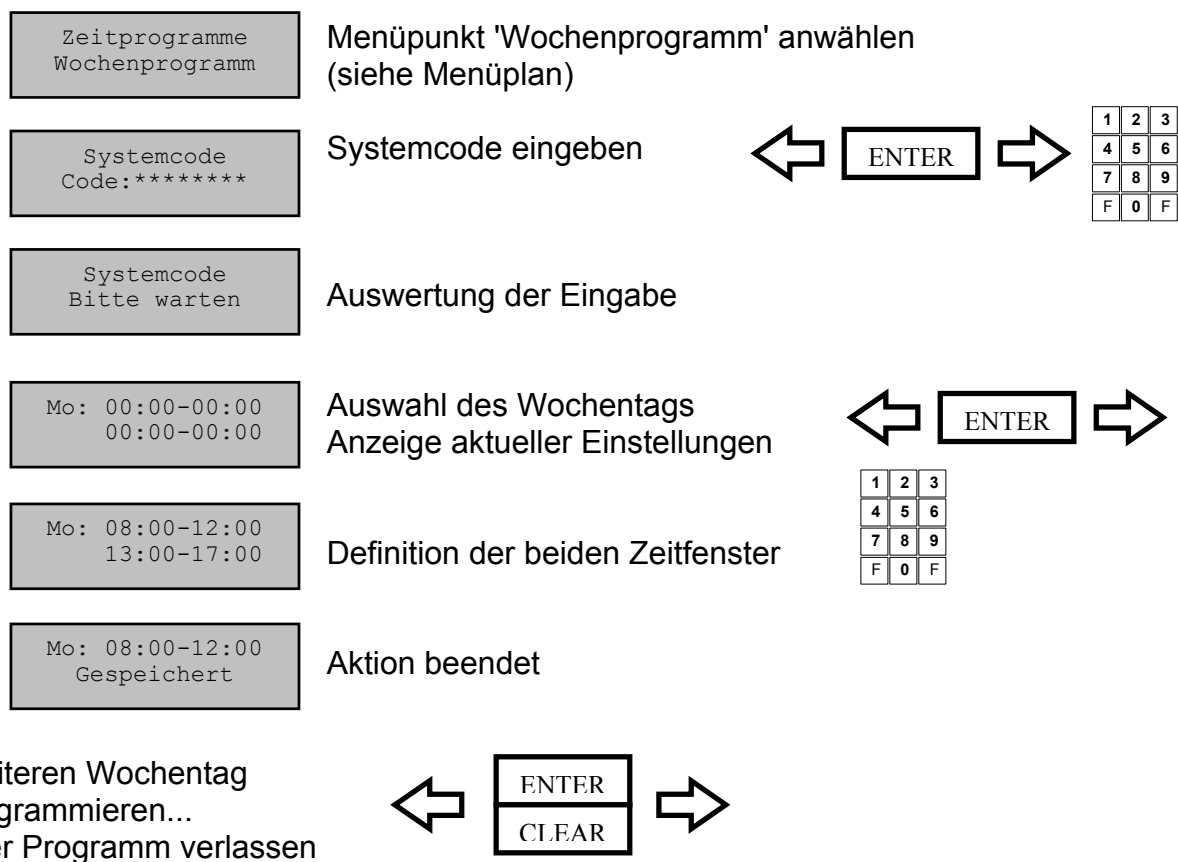 Zeitprogramme
Wochenprogramm
Menüpunkt 'Wochenprogramm' anwählen
(siehe Menüplan)
Systemcode
Code:********
Systemcode eingeben
ENTER
1 2 3
4 5 6
7 8 9
F 0 F
Systemcode
Bitte warten
Auswertung der Eingabe
Mo: 00:00-00:00
00:00-00:00
Auswahl des Wochentags
Anzeige aktueller Einstellungen
ENTER
Mo: 08:00-12:00
13:00-17:00
Definition der beiden Zeitfenster
1 2 3
4 5 6
7 8 9
F 0 F
Mo: 08:00-12:00
Gespeichert
Aktion beendet
Wochentag
Programm verlassen
ENTER
CLEAR